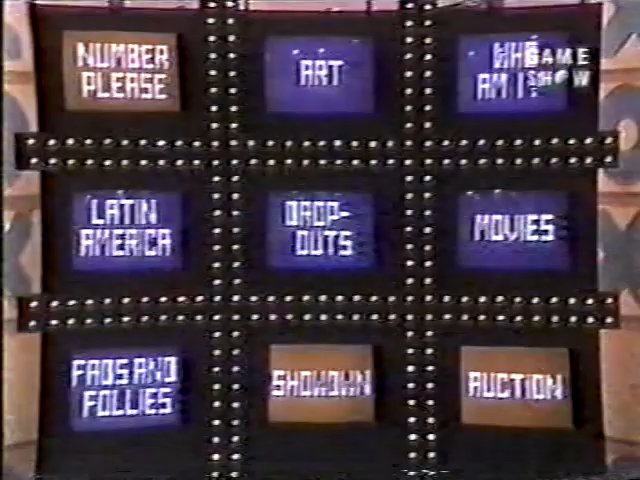 NUMBER
PLEASE
ART
WHO
AM I?
GAME
SHOW
LATIN
AMERICA
DROP-
OUTS
MOVIES
FADS AND
FOLLIES
SHOWDOWN
AUCTION